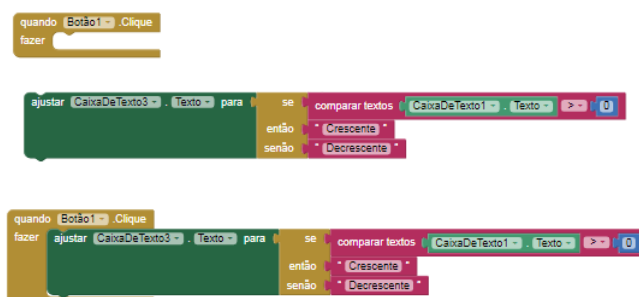 quando Botão1 .Clique
fazer
ajustar CaixaDeTexto3 . Texto para se comparar textos CaixaDeTexto1 . Texto > 0
então " Crescente "
senão " Decrescente "
quando Botão1 .Clique
fazer ajustar CaixaDeTexto3 . Texto para se comparar textos CaixaDeTexto1 . Texto > 0
então " Crescente "
senão " Decrescente "